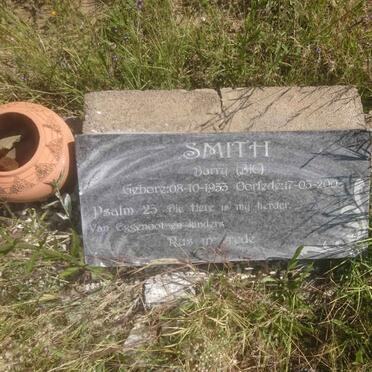 SMITH
Barry (JK)
Gebore:08-10-1953 Oorlede:17-03-200
Psalm 23 Die Here is my herder.
Van Eggenoot en kinders
Rus in vrede